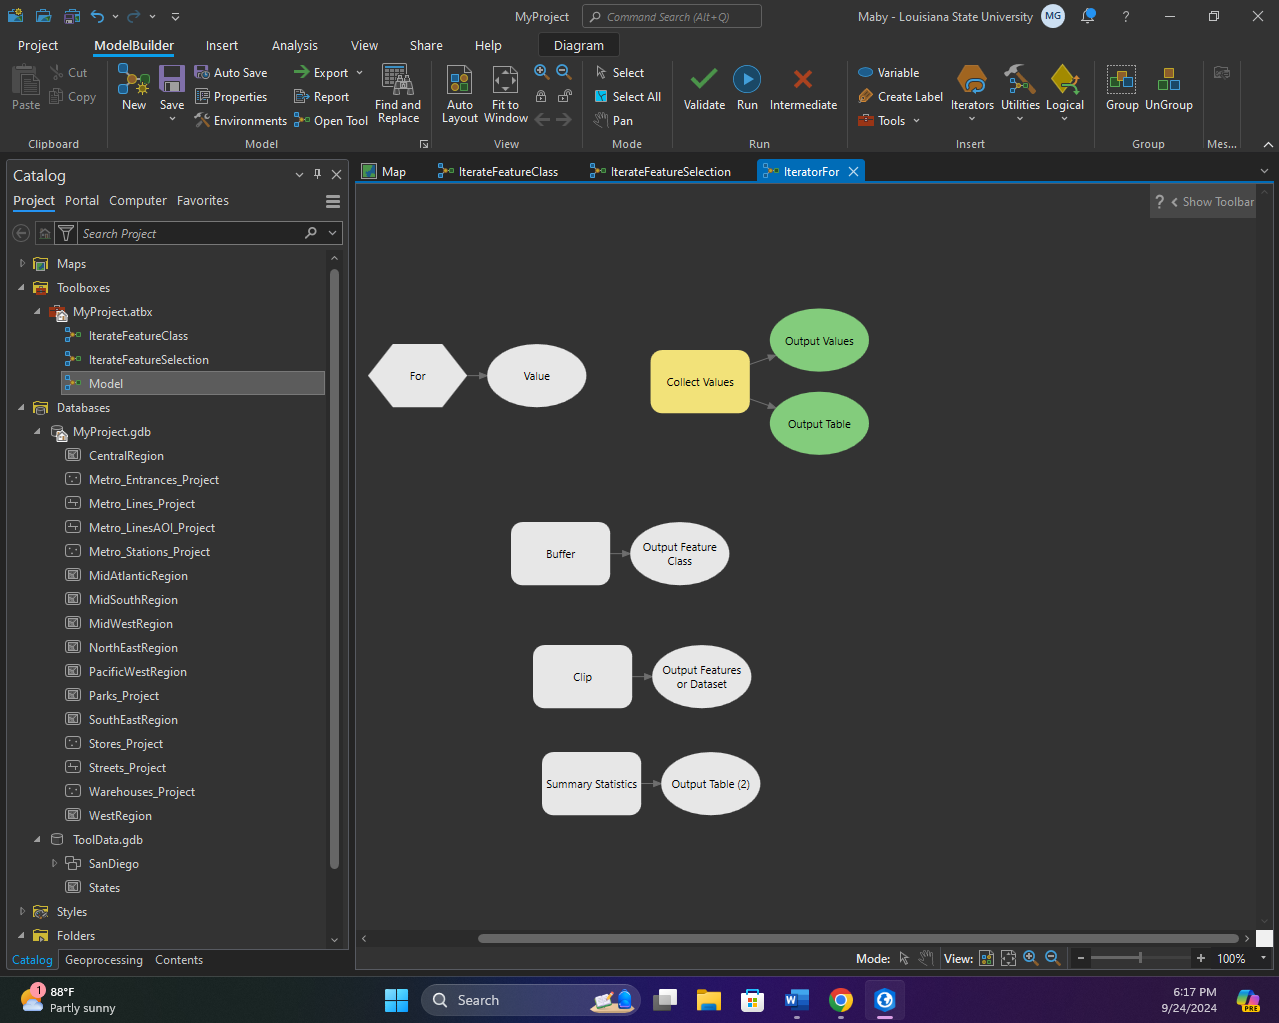 MyProject
Command Search (Alt+Q)
Maby - Louisiana State University
MG
?
Project
ModelBuilder
Insert
Analysis
View
Share
Help
Diagram
Paste
Cut
Copy
Clipboard
New
Save
Auto Save
Properties
Environments
Export
Report
Open Tool
Find and
Replace
Model
Auto
Layout
Fit to
Window
View
Select
Select All
Pan
Mode
Validate
Run
Intermediate
Run
Variable
Create Label
Tools
Iterators
Utilities
Logical
Insert
Group
UnGroup
Group
Mes...
Catalog
Project
Portal
Computer
Favorites
Search Project
Maps
Toolboxes
MyProject.atbx
IterateFeatureClass
IterateFeatureSelection
Model
Databases
MyProject.gdb
CentralRegion
Metro_Entrances_Project
Metro_Lines_Project
Metro_LinesAOI_Project
Metro_Stations_Project
MidAtlanticRegion
MidSouthRegion
MidWestRegion
NorthEastRegion
PacificWestRegion
Parks_Project
SouthEastRegion
Stores_Project
Streets_Project
Warehouses_Project
WestRegion
ToolData.gdb
SanDiego
States
Styles
Folders
Catalog
Geoprocessing
Contents
Map
IterateFeatureClass
IterateFeatureSelection
IteratorFor
? < Show Toolbar
For
Value
Collect Values
Output Values
Output Table
Buffer
Output Feature
Class
Clip
Output Features
or Dataset
Summary Statistics
Output Table (2)
Mode:
View:
100%
1
88°F
Partly sunny
Search
PRE
6:17 PM
9/24/2024